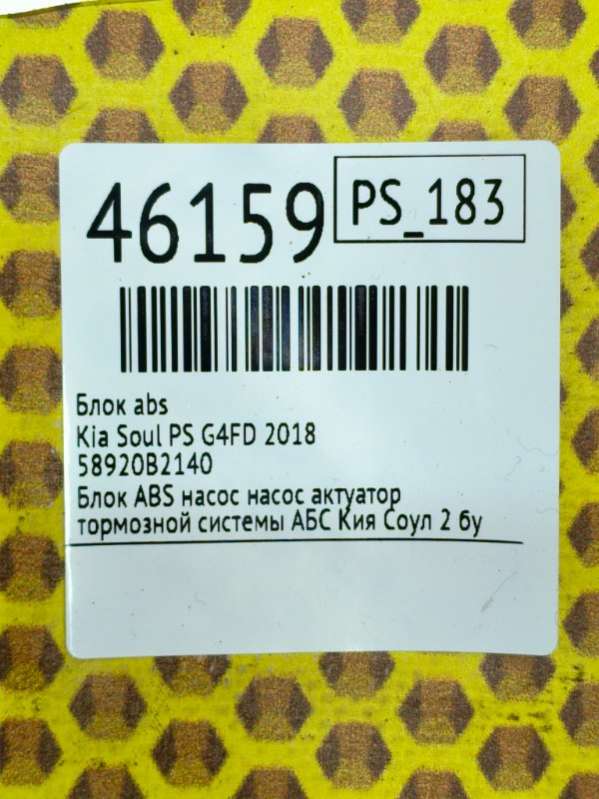 46159
PS_183
Блок abs
Kia Soul PS G4FD 2018
58920B2140
Блок ABS насос насос актуатор
тормозной системы АБС Кия Соул 2 бу